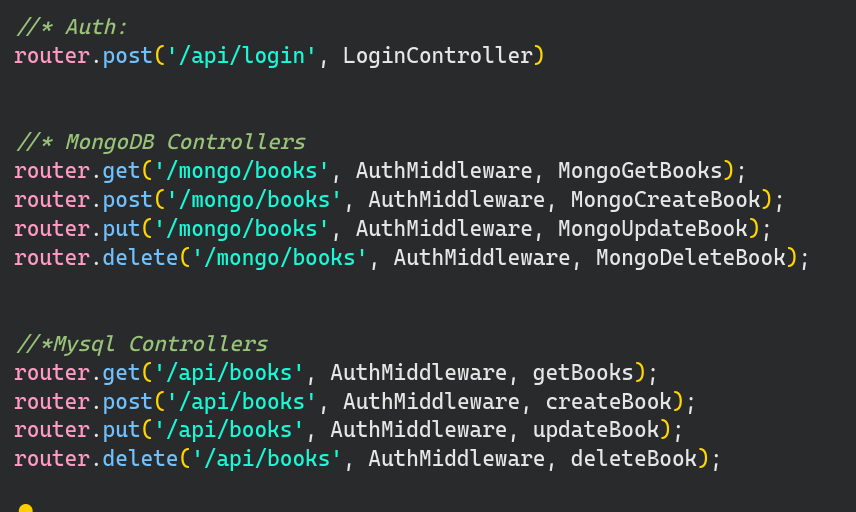 //* Auth:
router.post('/api/login', LoginController)
//* MongoDB Controllers
router.get('/mongo/books', AuthMiddleware, MongoGetBooks);
router.post('/mongo/books', AuthMiddleware, MongoCreateBook);
router.put('/mongo/books', AuthMiddleware, MongoUpdateBook);
router.delete('/mongo/books', AuthMiddleware, MongoDeleteBook);
//*Mysql Controllers
router.get('/api/books', AuthMiddleware, getBooks);
router.post('/api/books', AuthMiddleware, createBook);
router.put('/api/books', AuthMiddleware, updateBook);
router.delete('/api/books', AuthMiddleware, deleteBook);